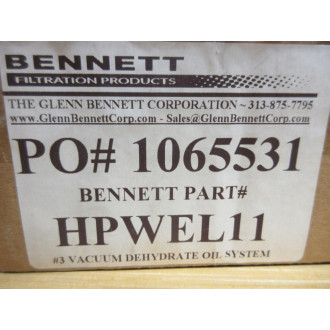 BENNETT
FILTRATION PRODUCTS
THE GLENN BENNETT CORPORATION ~ 313-875-7795
www.GlennBennettCorp.com - Sales@GlennBennettCorp.com
PO# 1065531
BENNETT PART#
HPWEL11
#3 VACUUM DEHYDRATE OIL SYSTEM